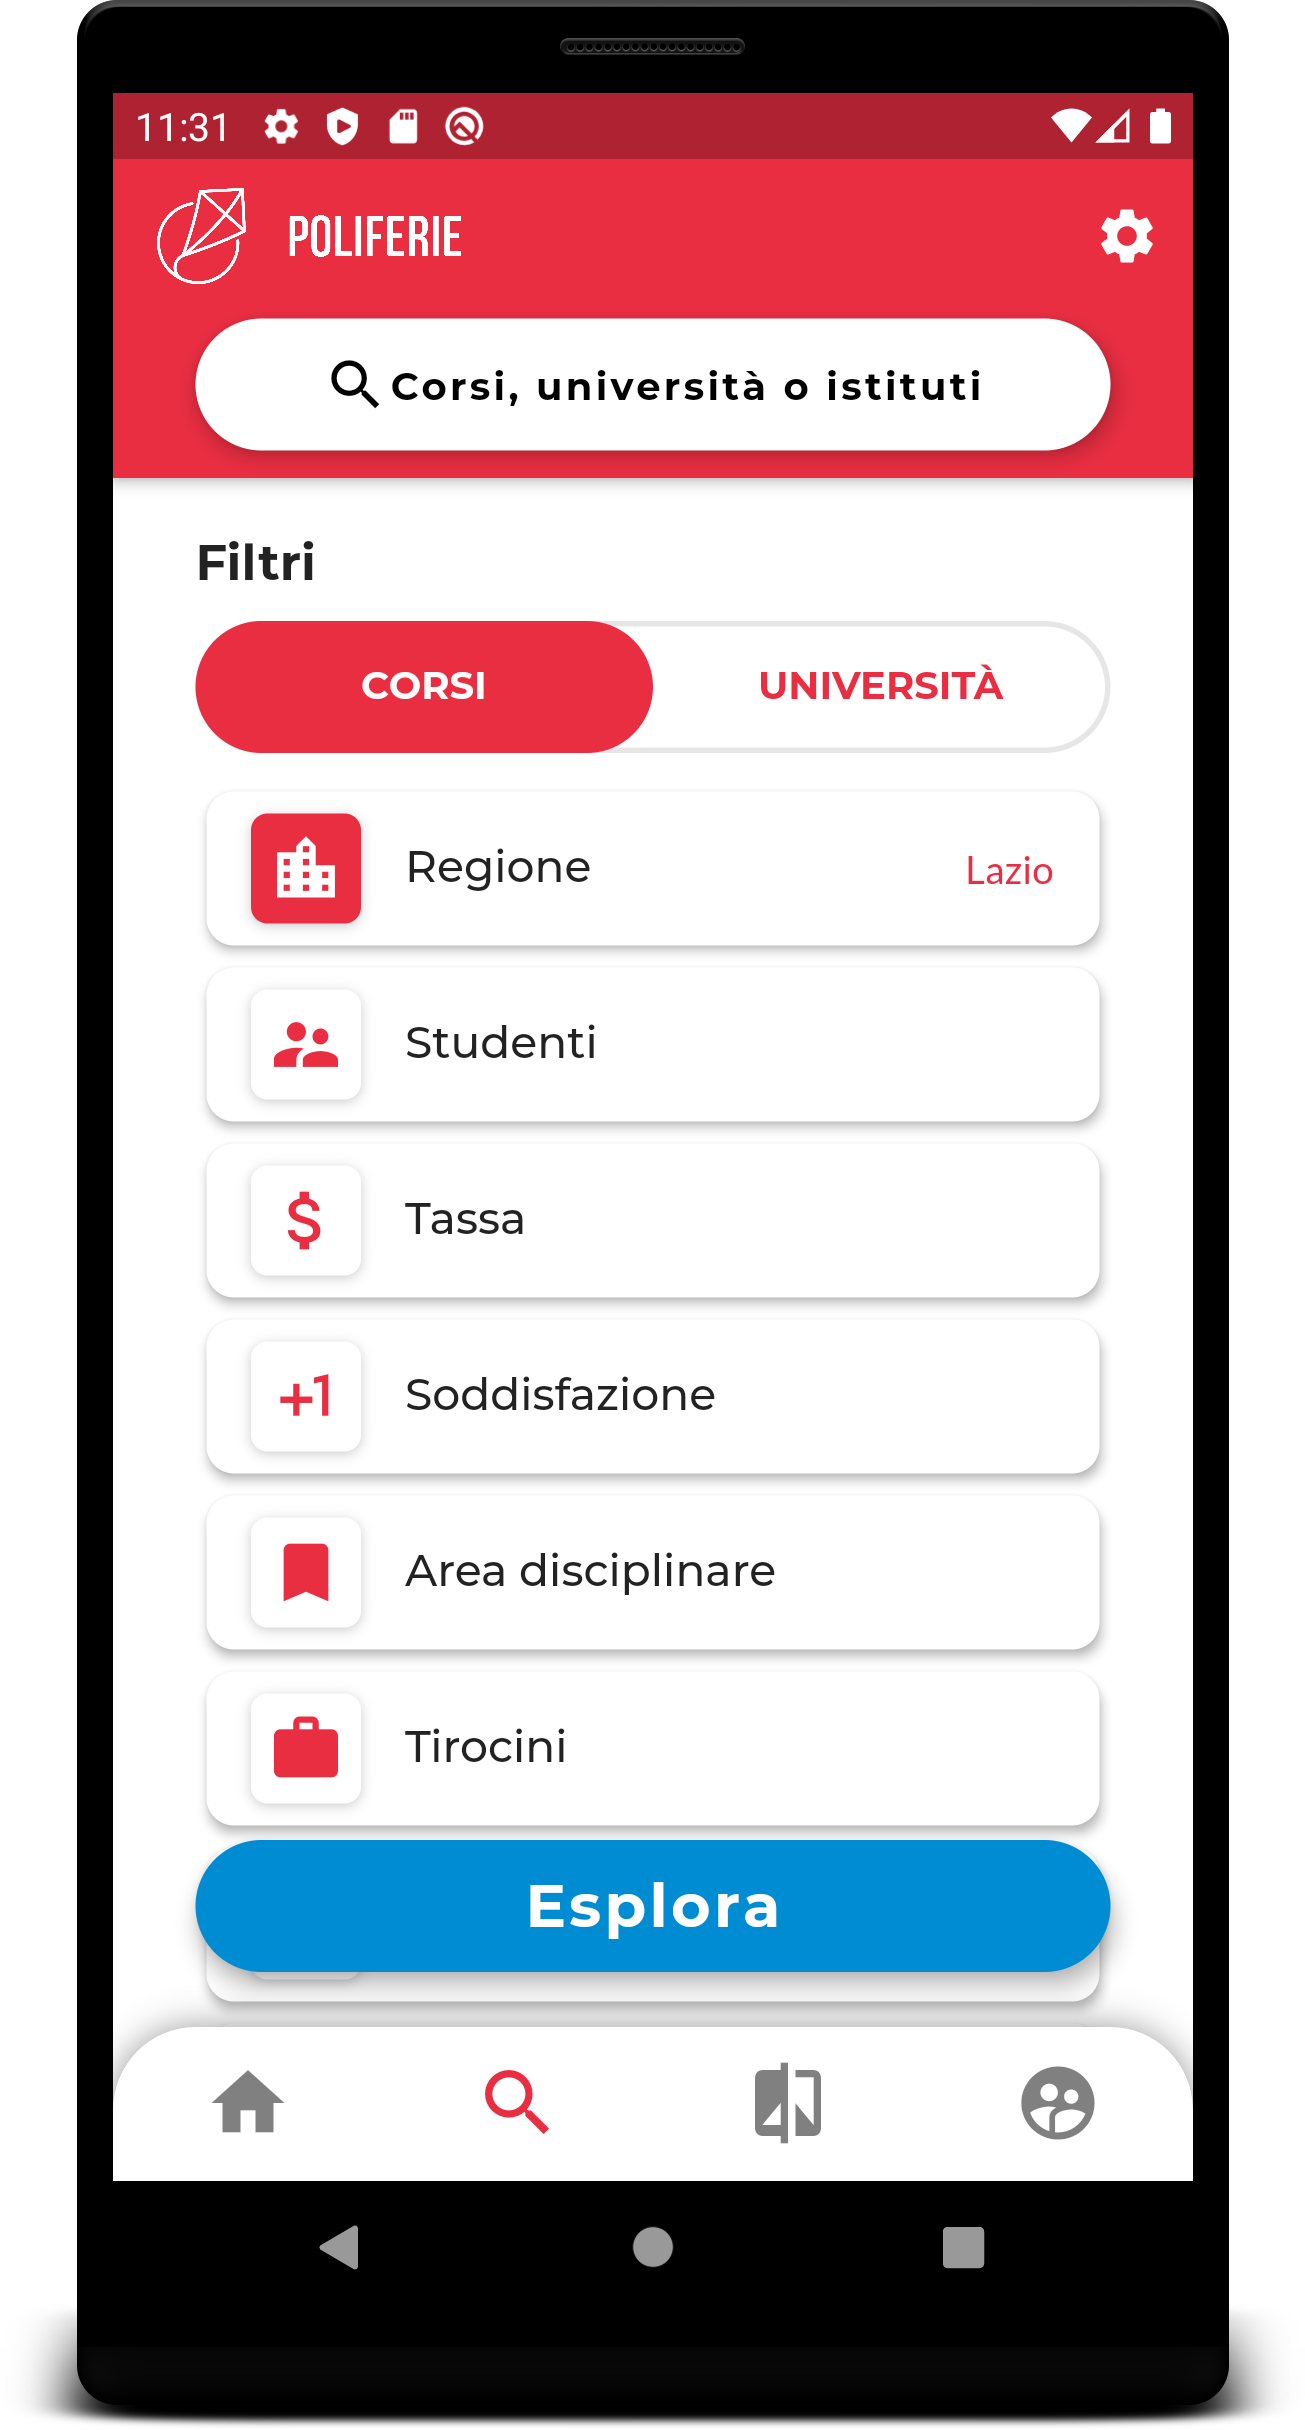 11:31
POLIFERIE
Corsi, università o istituti
Filtri
CORSI UNIVERSITÀ
Regione Lazio
Studenti
$ Tassa
+1 Soddisfazione
Area disciplinare
Tirocini
Esplora